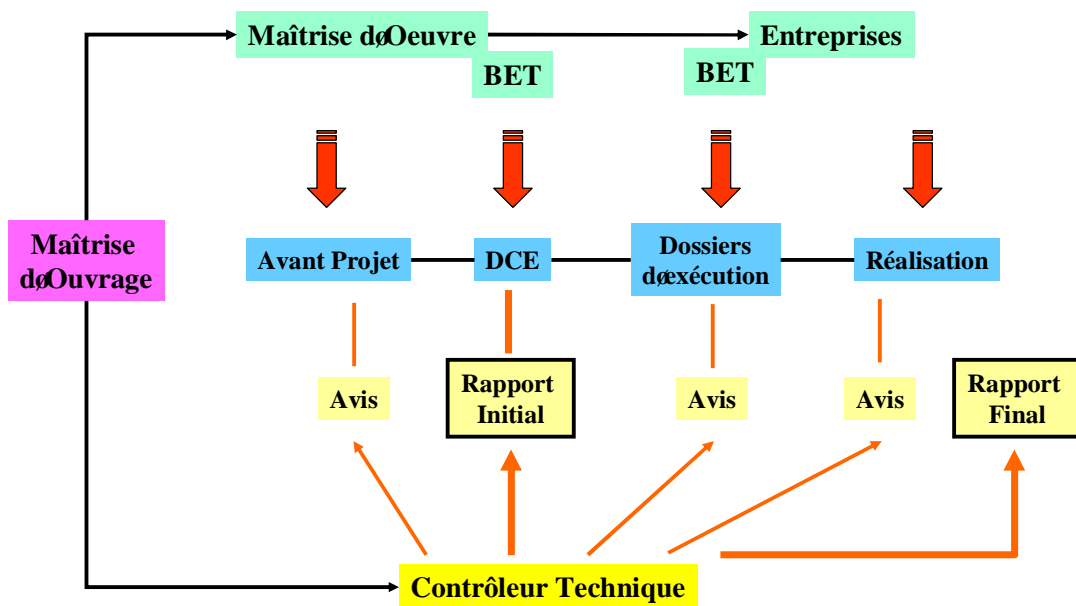 Maîtrise døOeuvre
Entreprises
BET
BET
Maîtrise
døOuvrage
Avant Projet
DCE
Dossiers
døexécution
Réalisation
Avis
Rapport
Initial
Avis
Avis
Rapport
Final
Contrôleur Technique